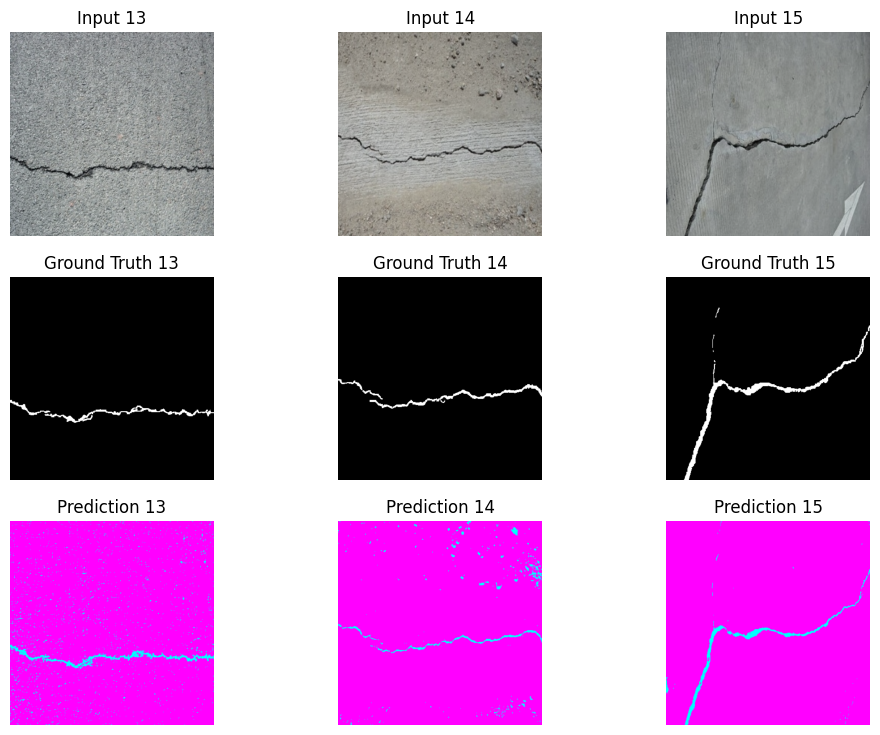 Input 13
Input 14
Input 15
Ground Truth 13
Ground Truth 14
Ground Truth 15
Prediction 13
Prediction 14
Prediction 15